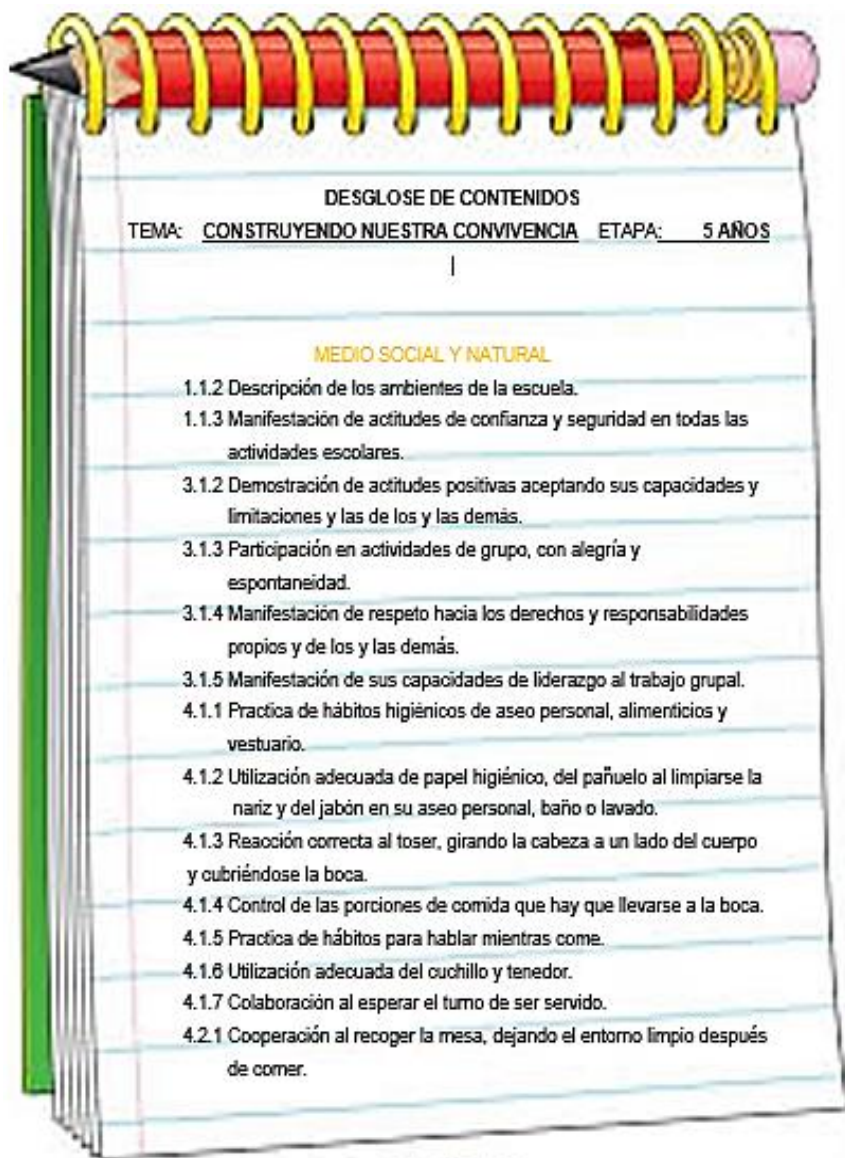 DESGLOSE DE CONTENIDOS
TEMA: CONSTRUYENDO NUESTRA CONVIVENCIA ETAPA: 5 AÑOS
MEDIO SOCIAL Y NATURAL
1.1.2 Descripción de los ambientes de la escuela.
1.1.3 Manifestación de actitudes de confianza y seguridad en todas las
actividades escolares.
3.1.2 Demostración de actitudes positivas aceptando sus capacidades y
limitaciones y las de los y las demás.
3.1.3 Participación en actividades de grupo, con alegría y
espontaneidad.
3.1.4 Manifestación de respeto hacia los derechos y responsabilidades
propios y de los y las demás.
3.1.5 Manifestación de sus capacidades de liderazgo al trabajo grupal.
4.1.1 Practica de hábitos higiénicos de aseo personal, alimenticios y
vestuario.
4.1.2 Utilización adecuada de papel higiénico, del pañuelo al limpiarse la
nariz y del jabón en su aseo personal, baño o lavado.
4.1.3 Reacción correcta al toser, girando la cabeza a un lado del cuerpo
y cubriéndose la boca.
4.1.4 Control de las porciones de comida que hay que llevarse a la boca.
4.1.5 Practica de hábitos para hablar mientras come.
4.1.6 Utilización adecuada del cuchillo y tenedor.
4.1.7 Colaboración al esperar el turno de ser servido.
4.2.1 Cooperación al recoger la mesa, dejando el entorno limpio después
de comer.